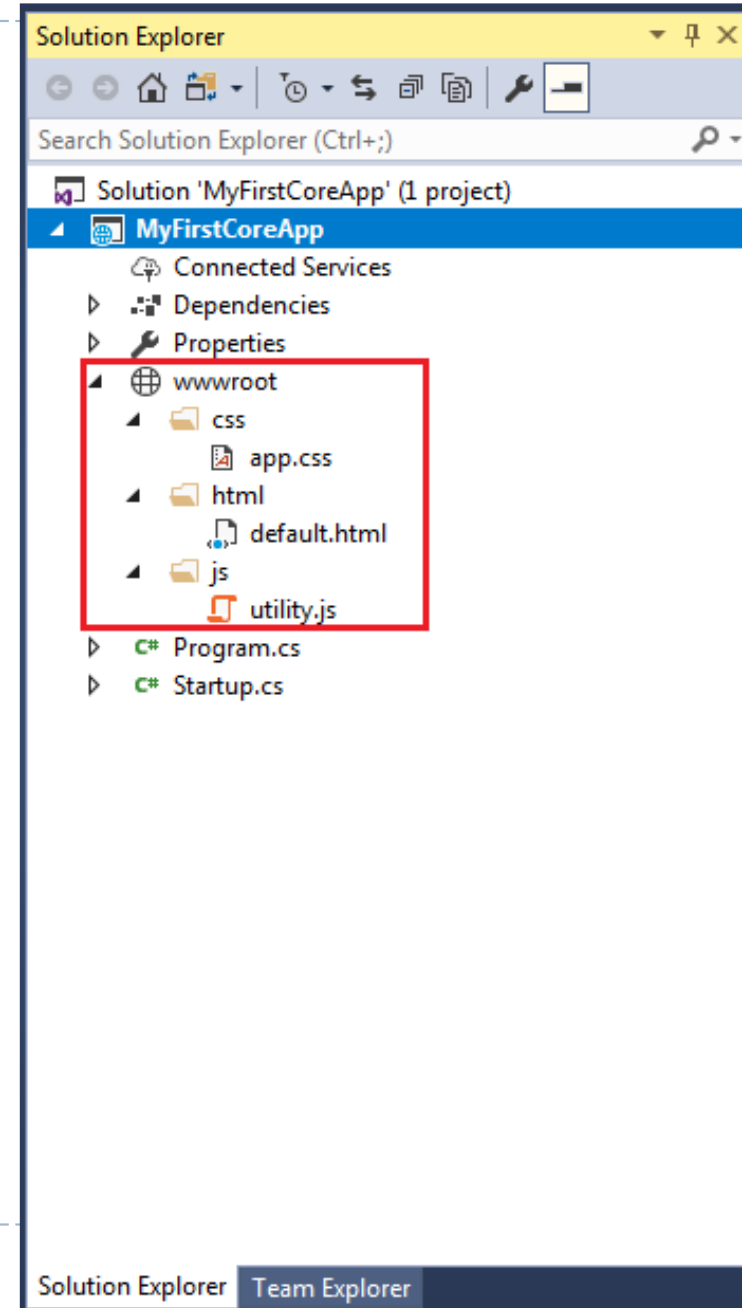 Solution Explorer
Search Solution Explorer (Ctrl+;)
Solution 'MyFirstCoreApp' (1 project)
MyFirstCoreApp
Connected Services
Dependencies
Properties
wwwroot
css
app.css
html
default.html
js
utility.js
C# Program.cs
C# Startup.cs
Solution Explorer Team Explorer